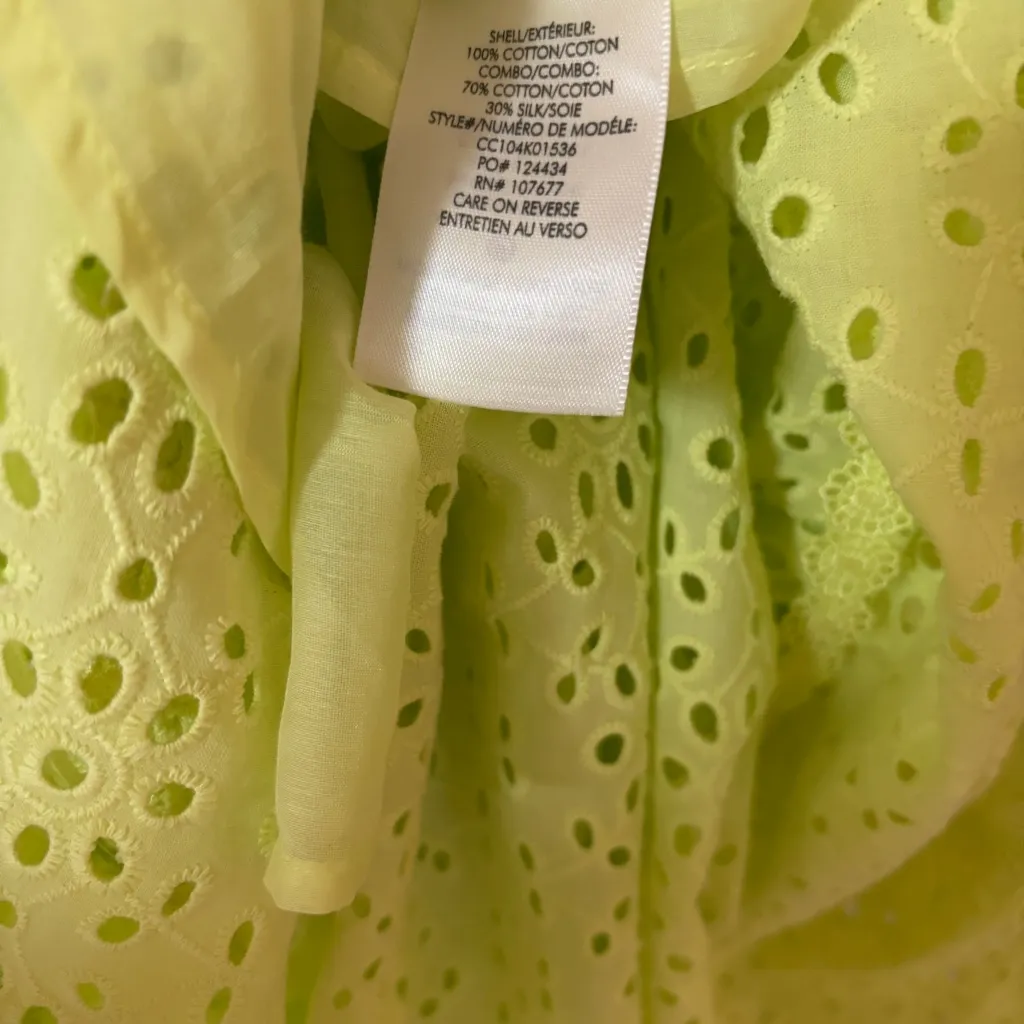 SHELL/EXTÉRIEUR:
100% COTTON/COTON
COMBO/COMBO:
70% COTTON/COTON
30% SILK/SOIE
STYLE#/NUMÉRO DE MODÉLE:
CC104K01536
PO# 124434
RN# 107677
CARE ON REVERSE
ENTRETIEN AU VERSO